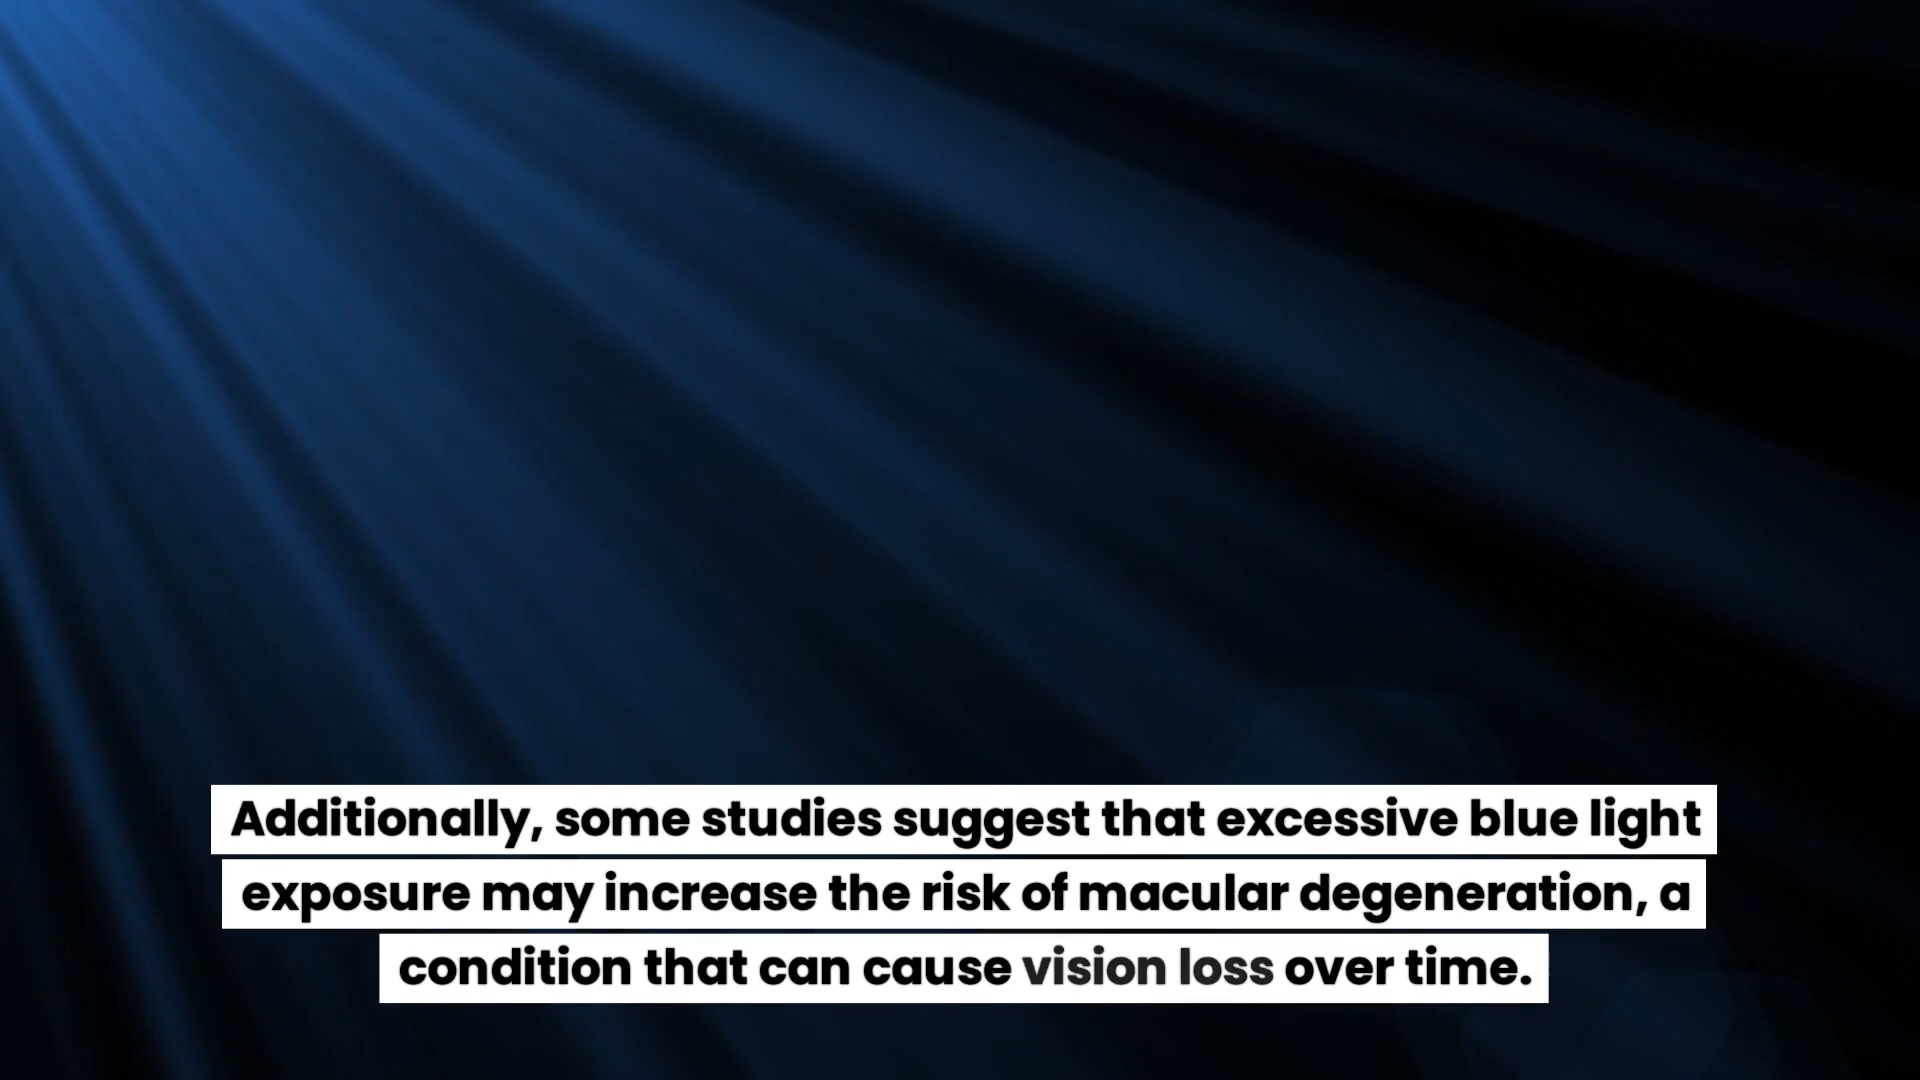 Additionally, some studies suggest that excessive blue light
exposure may increase the risk of macular degeneration, a
condition that can cause vision loss over time.